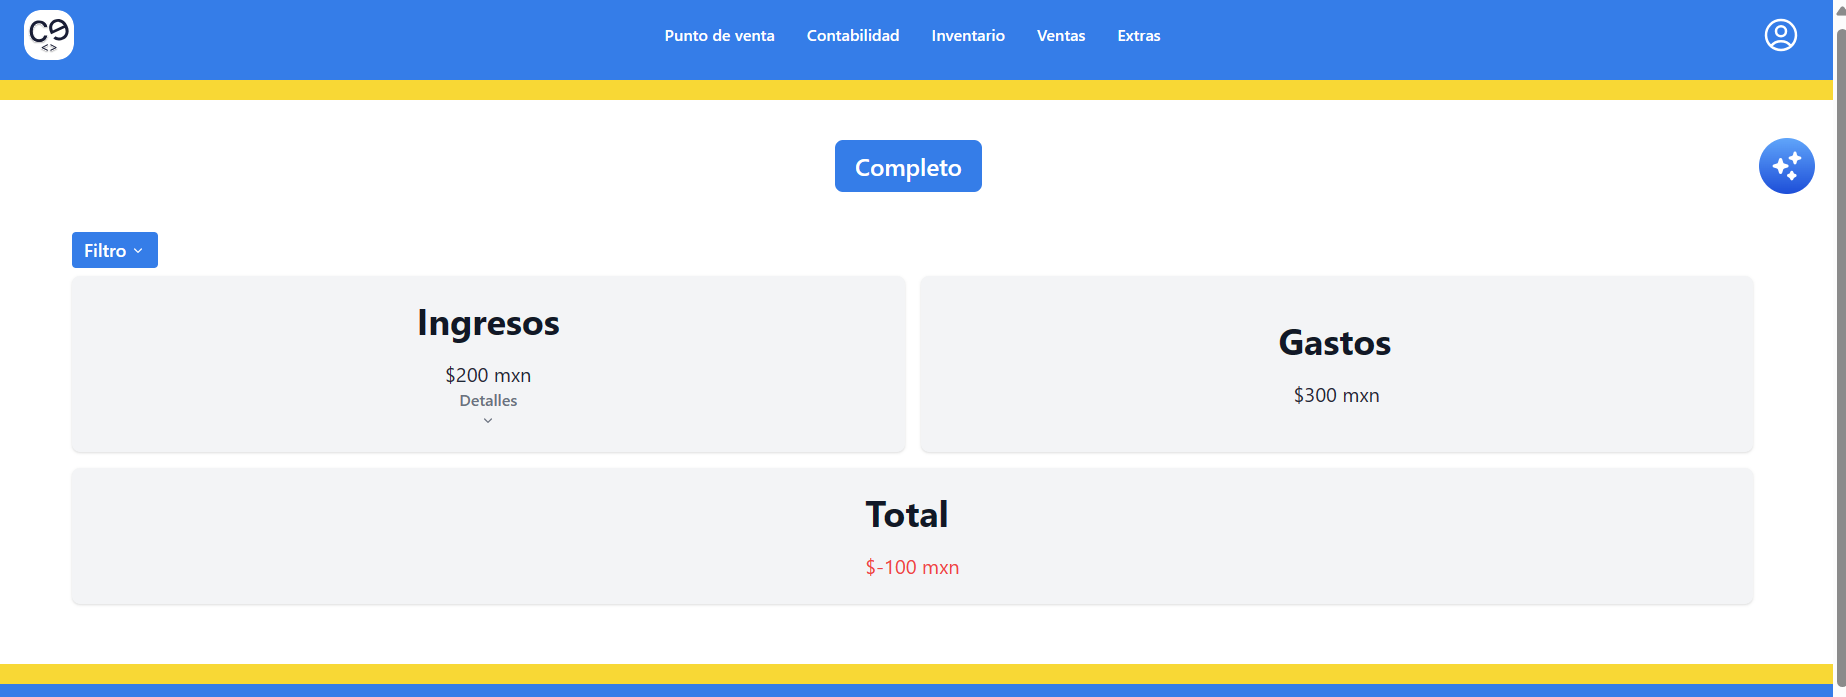 CS
<>
Punto de venta Contabilidad Inventario Ventas Extras
Completo
Filtro
Ingresos
$200 mxn
Detalles
Gastos
$300 mxn
Total
$-100 mxn